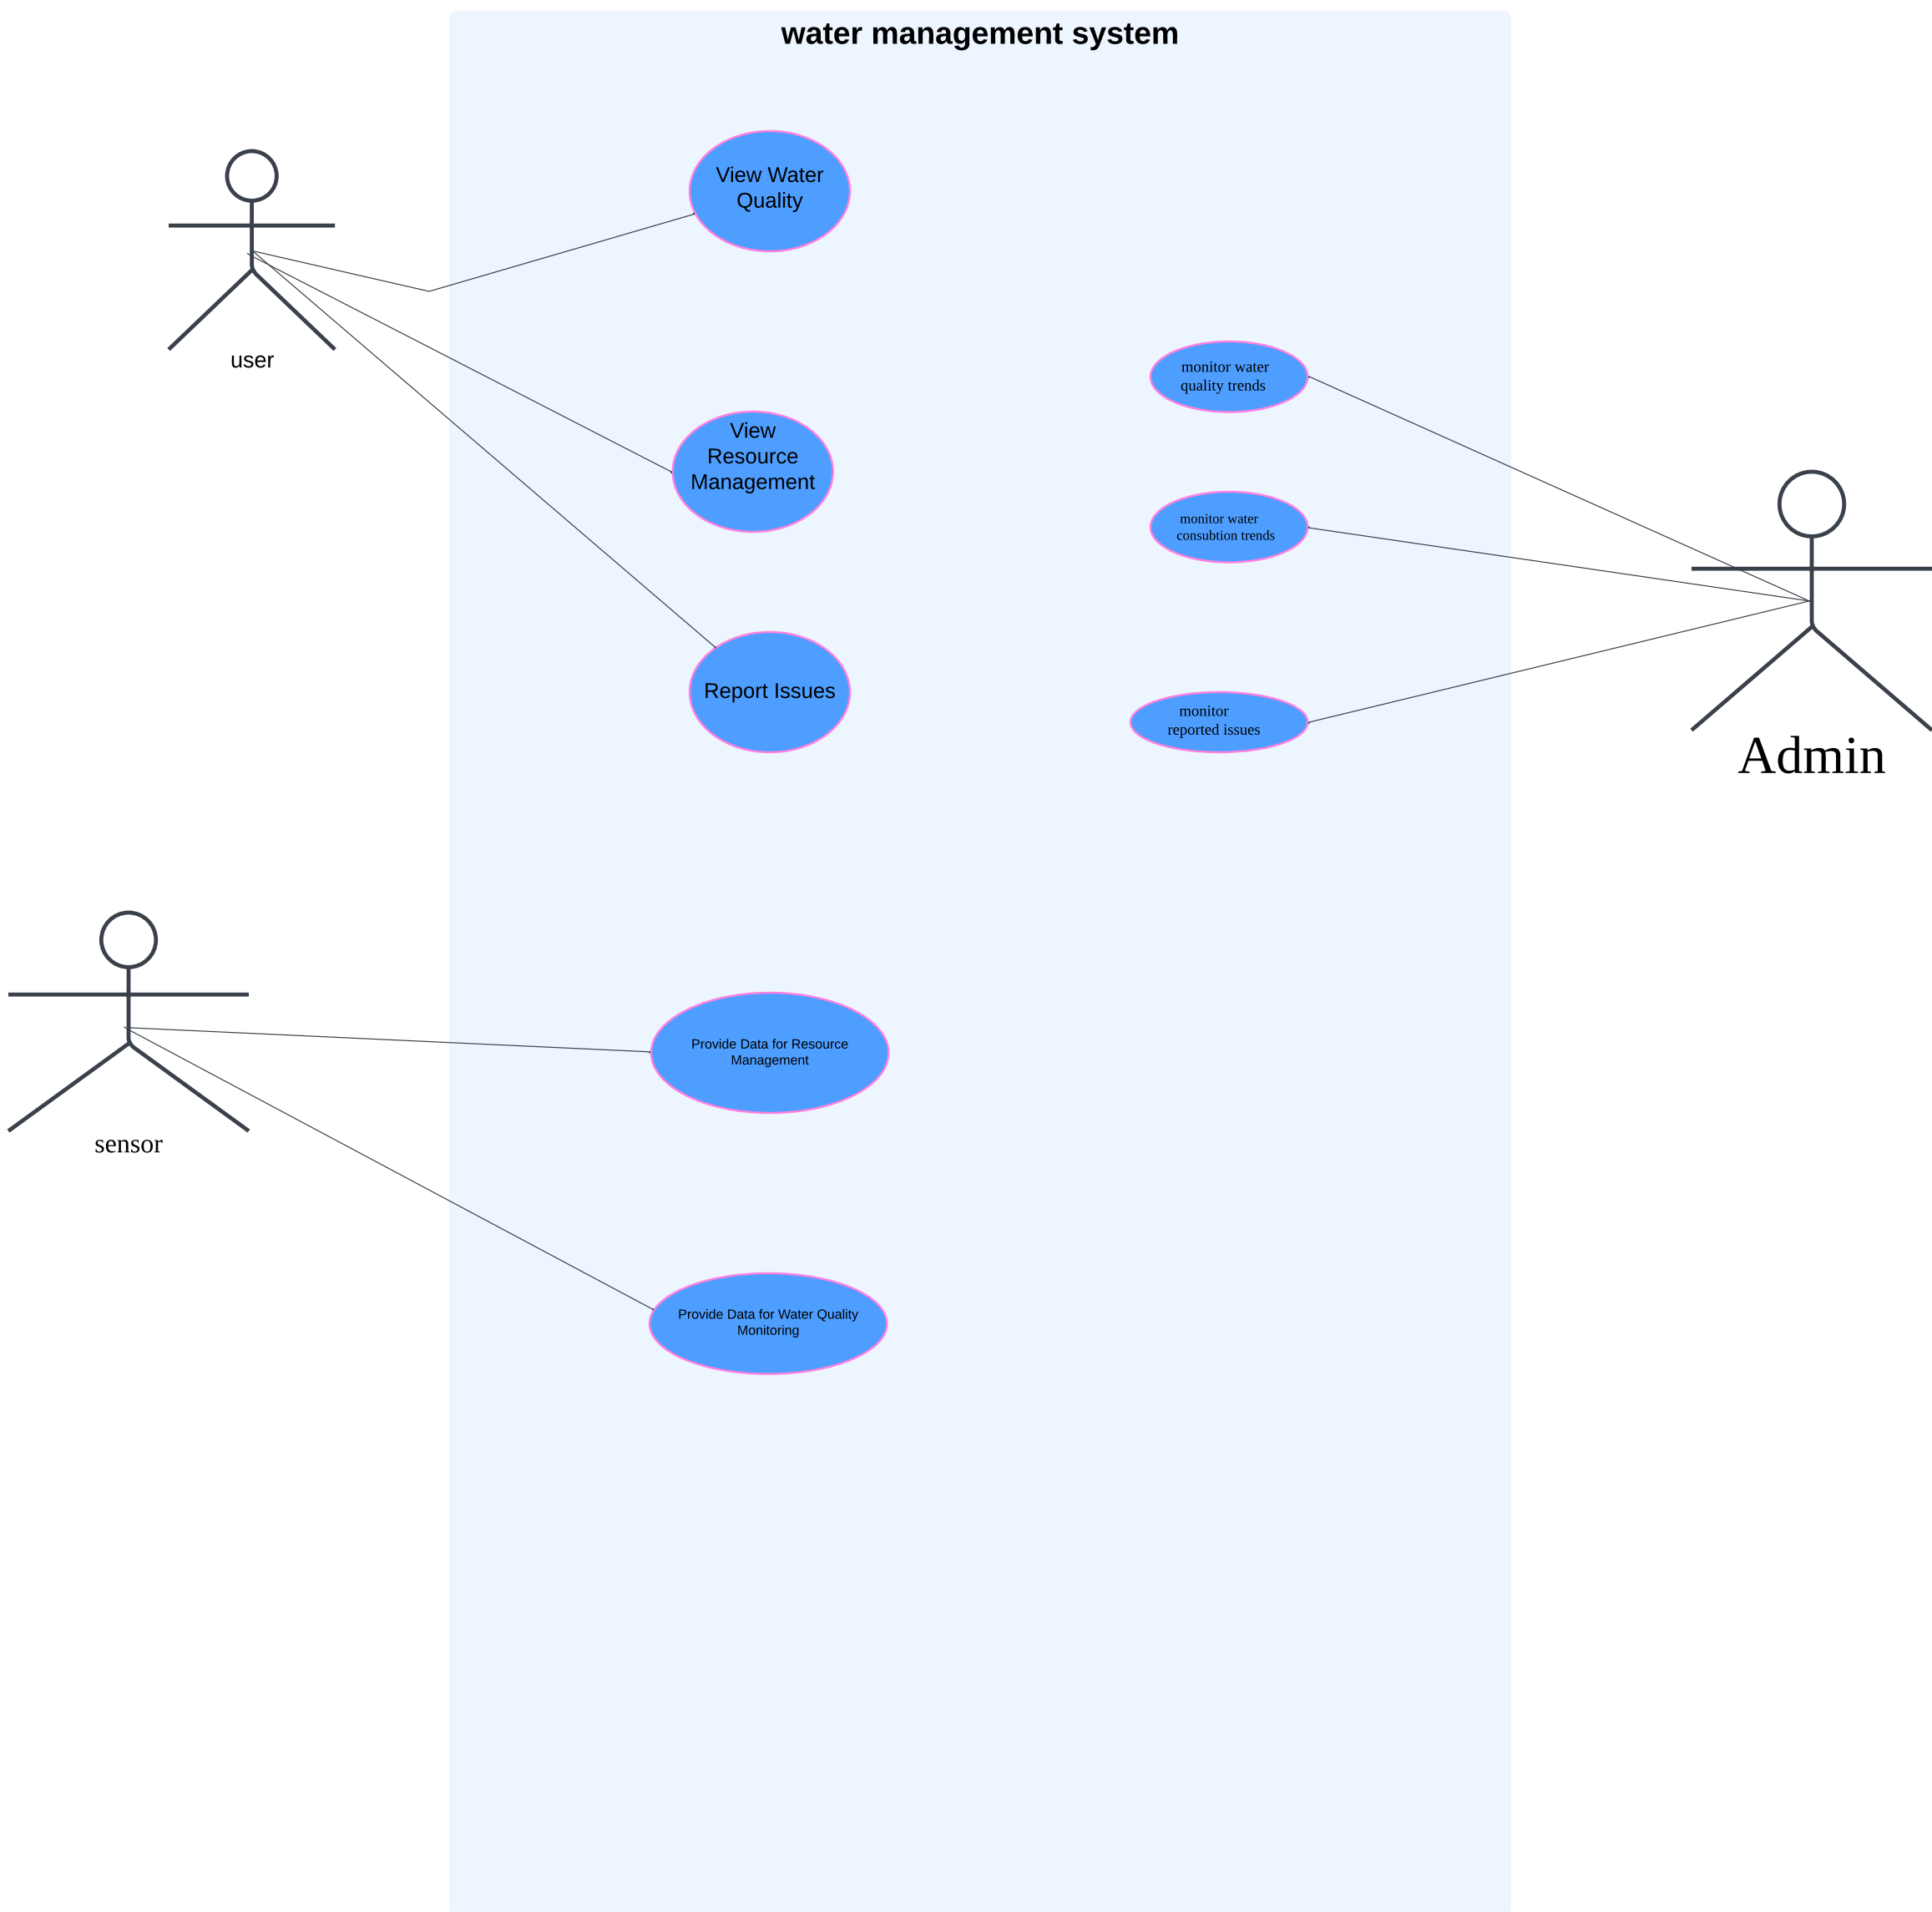 water management system
View Water
Quality
user
monitor water
quality trends
View
Resource
Management
monitor water
consubtion trends
Report Issues
monitor
reported issues
Admin
Provide Data for Resource
Management
sensor
Provide Data for Water Quality
Monitoring